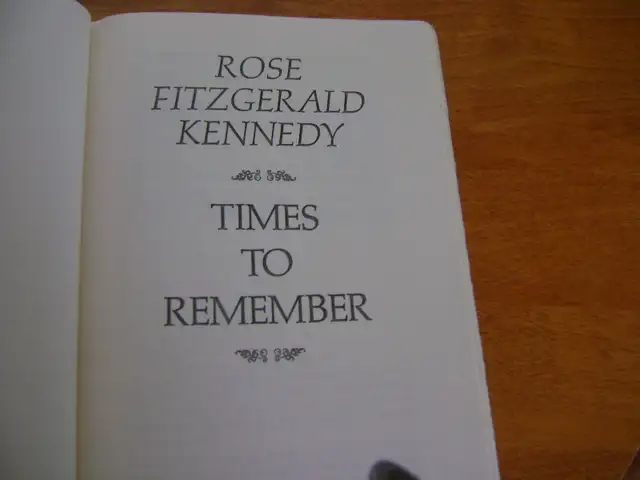 ROSE
FITZGERALD
KENNEDY
TIMES
TO
REMEMBER